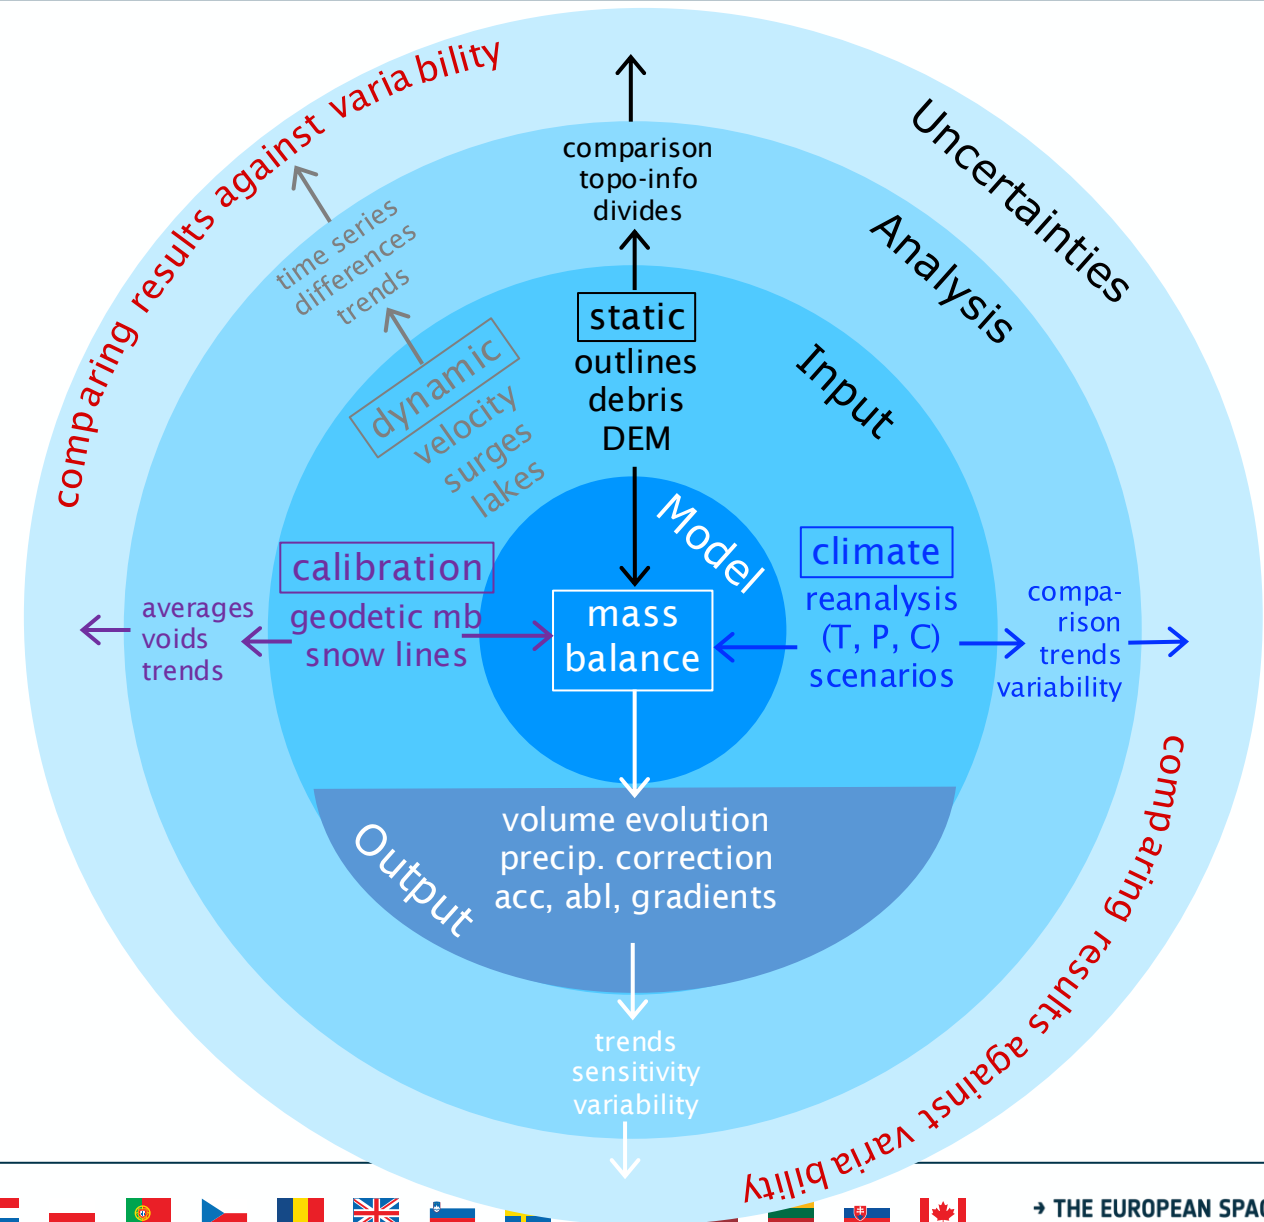 comparing results against varia bility
Uncertainties
Analysis
Input
Model
comparison
topo-info
divides
time series
differences
trends
static
outlines
debris
DEM
dynamic
velocity
surges
lakes
calibration
geodetic mb
snow lines
averages
voids
trends
mass
balance
climate
reanalysis
(T, P, C)
scenarios
compa-
rison
trends
variability
Output
volume evolution
precip. correction
acc, abl, gradients
trends
sensitivity
variability
comparing results against varia bility
→ THE EUROPEAN SPAC